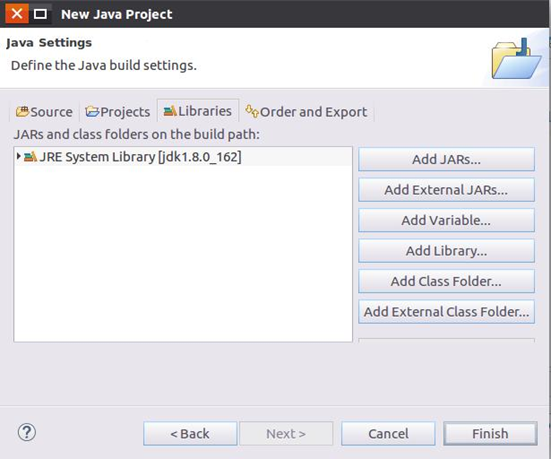 New Java Project
Java Settings
Define the Java build settings.
Source Projects Libraries Order and Export
JARs and class folders on the build path:
JRE System Library [jdk1.8.0_162]
Add JARs...
Add External JARs...
Add Variable...
Add Library...
Add Class Folder...
Add External Class Folder...
? < Back Next > Cancel Finish